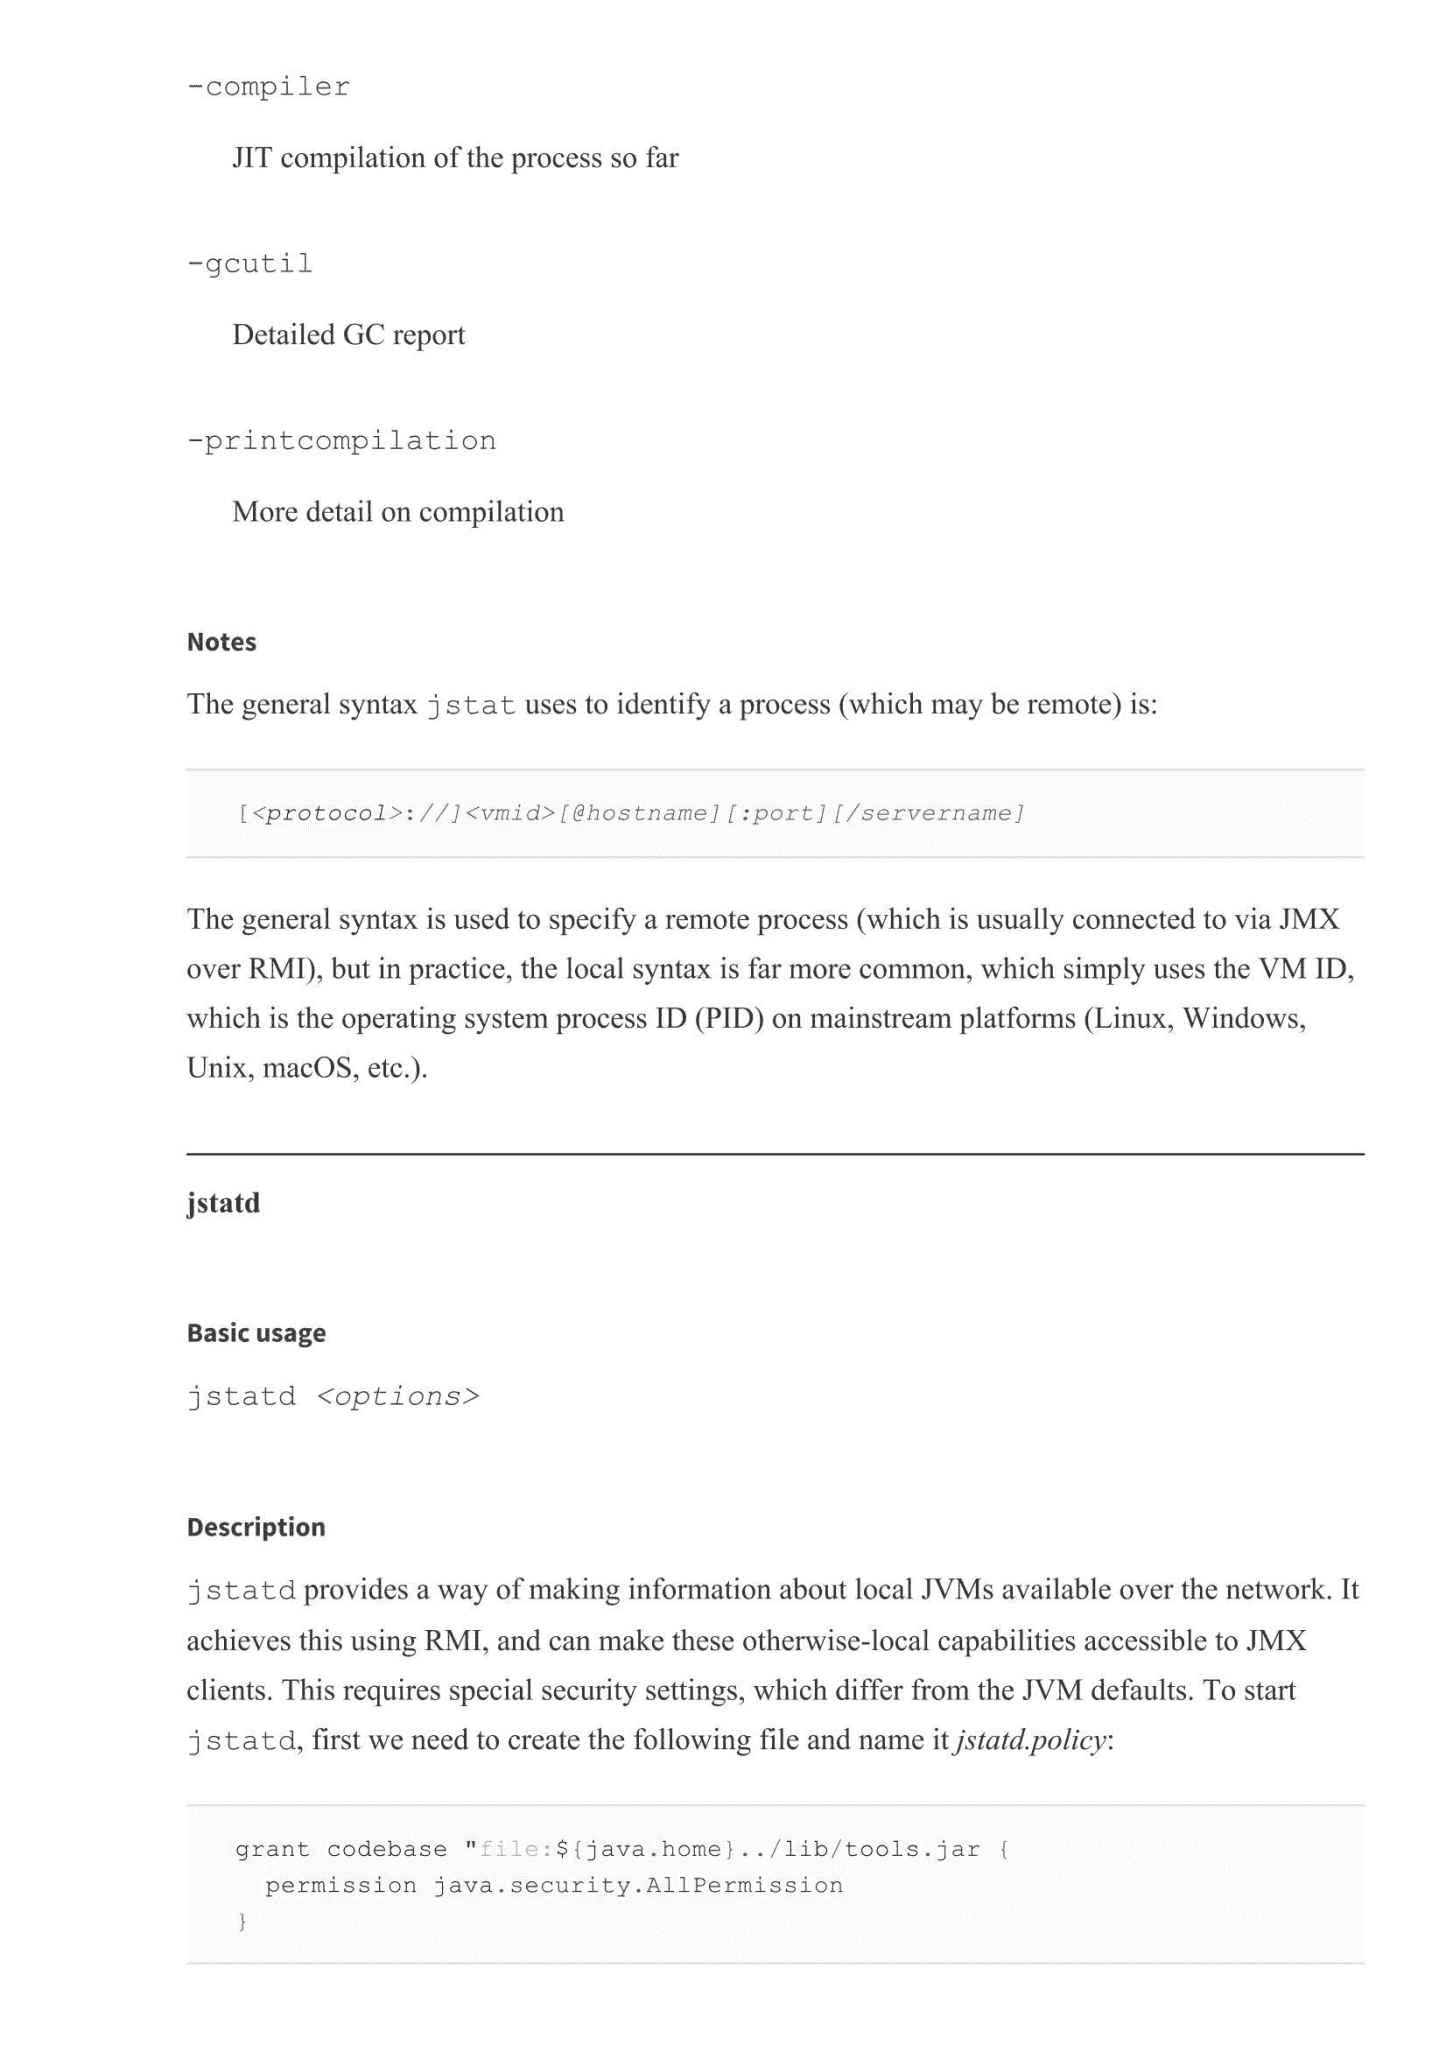 -compiler
JIT compilation of the process so far
-gcutil
Detailed GC report
-printcompilation
More detail on compilation
Notes
The general syntax jstat uses to identify a process (which may be remote) is:
[<protocol>://]<vmid>[@hostname][:port][/servername]
The general syntax is used to specify a remote process (which is usually connected to via JMX
over RMI), but in practice, the local syntax is far more common, which simply uses the VM ID,
which is the operating system process ID (PID) on mainstream platforms (Linux, Windows,
Unix, macOS, etc.).
jstatd
Basic usage
jstatd <options>
Description
jstatd provides a way of making information about local JVMs available over the network. It
achieves this using RMI, and can make these otherwise-local capabilities accessible to JMX
clients. This requires special security settings, which differ from the JVM defaults. To start
jstatd, first we need to create the following file and name it jstatd.policy:
grant codebase "file:${java.home}../lib/tools.jar {
permission java.security.AllPermission
}